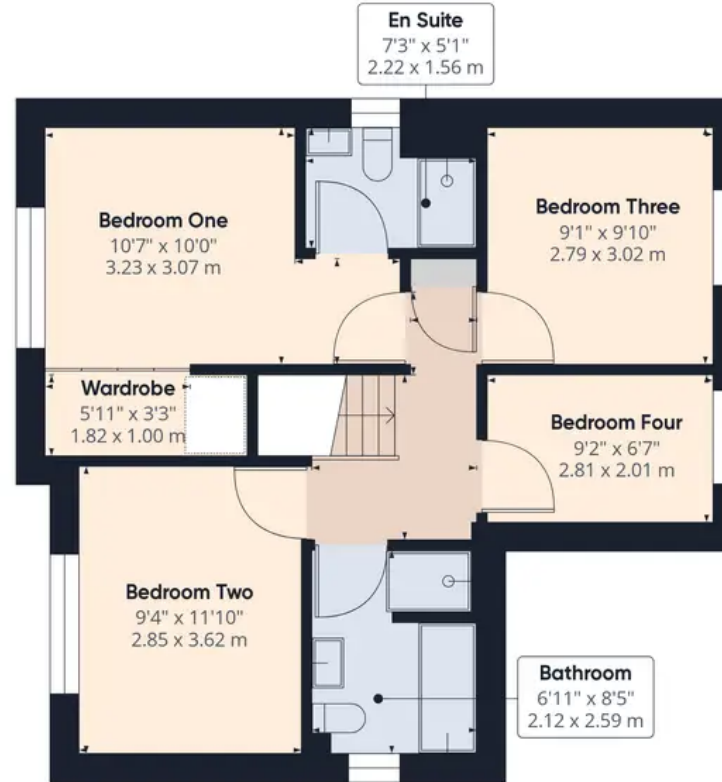 En Suite
7'3" x 5'1"
2.22 x 1.56 m
Bedroom One
10'7" x 10'0"
3.23 x 3.07 m
Bedroom Three
9'1" x 9'10"
2.79 x 3.02 m
Wardrobe
5'11" x 3'3"
1.82 x 1.00 m
Bedroom Four
9'2" x 6'7"
2.81 x 2.01 m
Bedroom Two
9'4" x 11'10"
2.85 x 3.62 m
Bathroom
6'11" x 8'5"
2.12 x 2.59 m